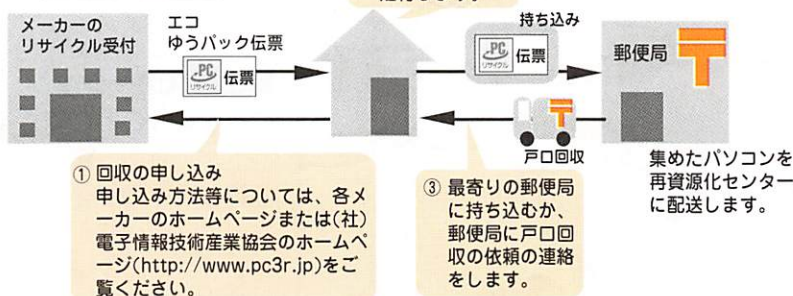 メーカーの
リサイクル受付
エコ
ゆうパック伝票
PC
リサイクル
伝票
持ち込み
PC
リサイクル
伝票
郵便局
戸口回収
集めたパソコンを
再資源化センター
に配送します。
① 回収の申し込み
申し込み方法等については、各メ
ーカーのホームページまたは(社)
電子情報技術産業協会のホームペ
ージ(http://www.pc3r.jp)をご
覧ください。
③ 最寄りの郵便局
に持ち込むか、
郵便局に戸口回
収の依頼の連絡
をします。